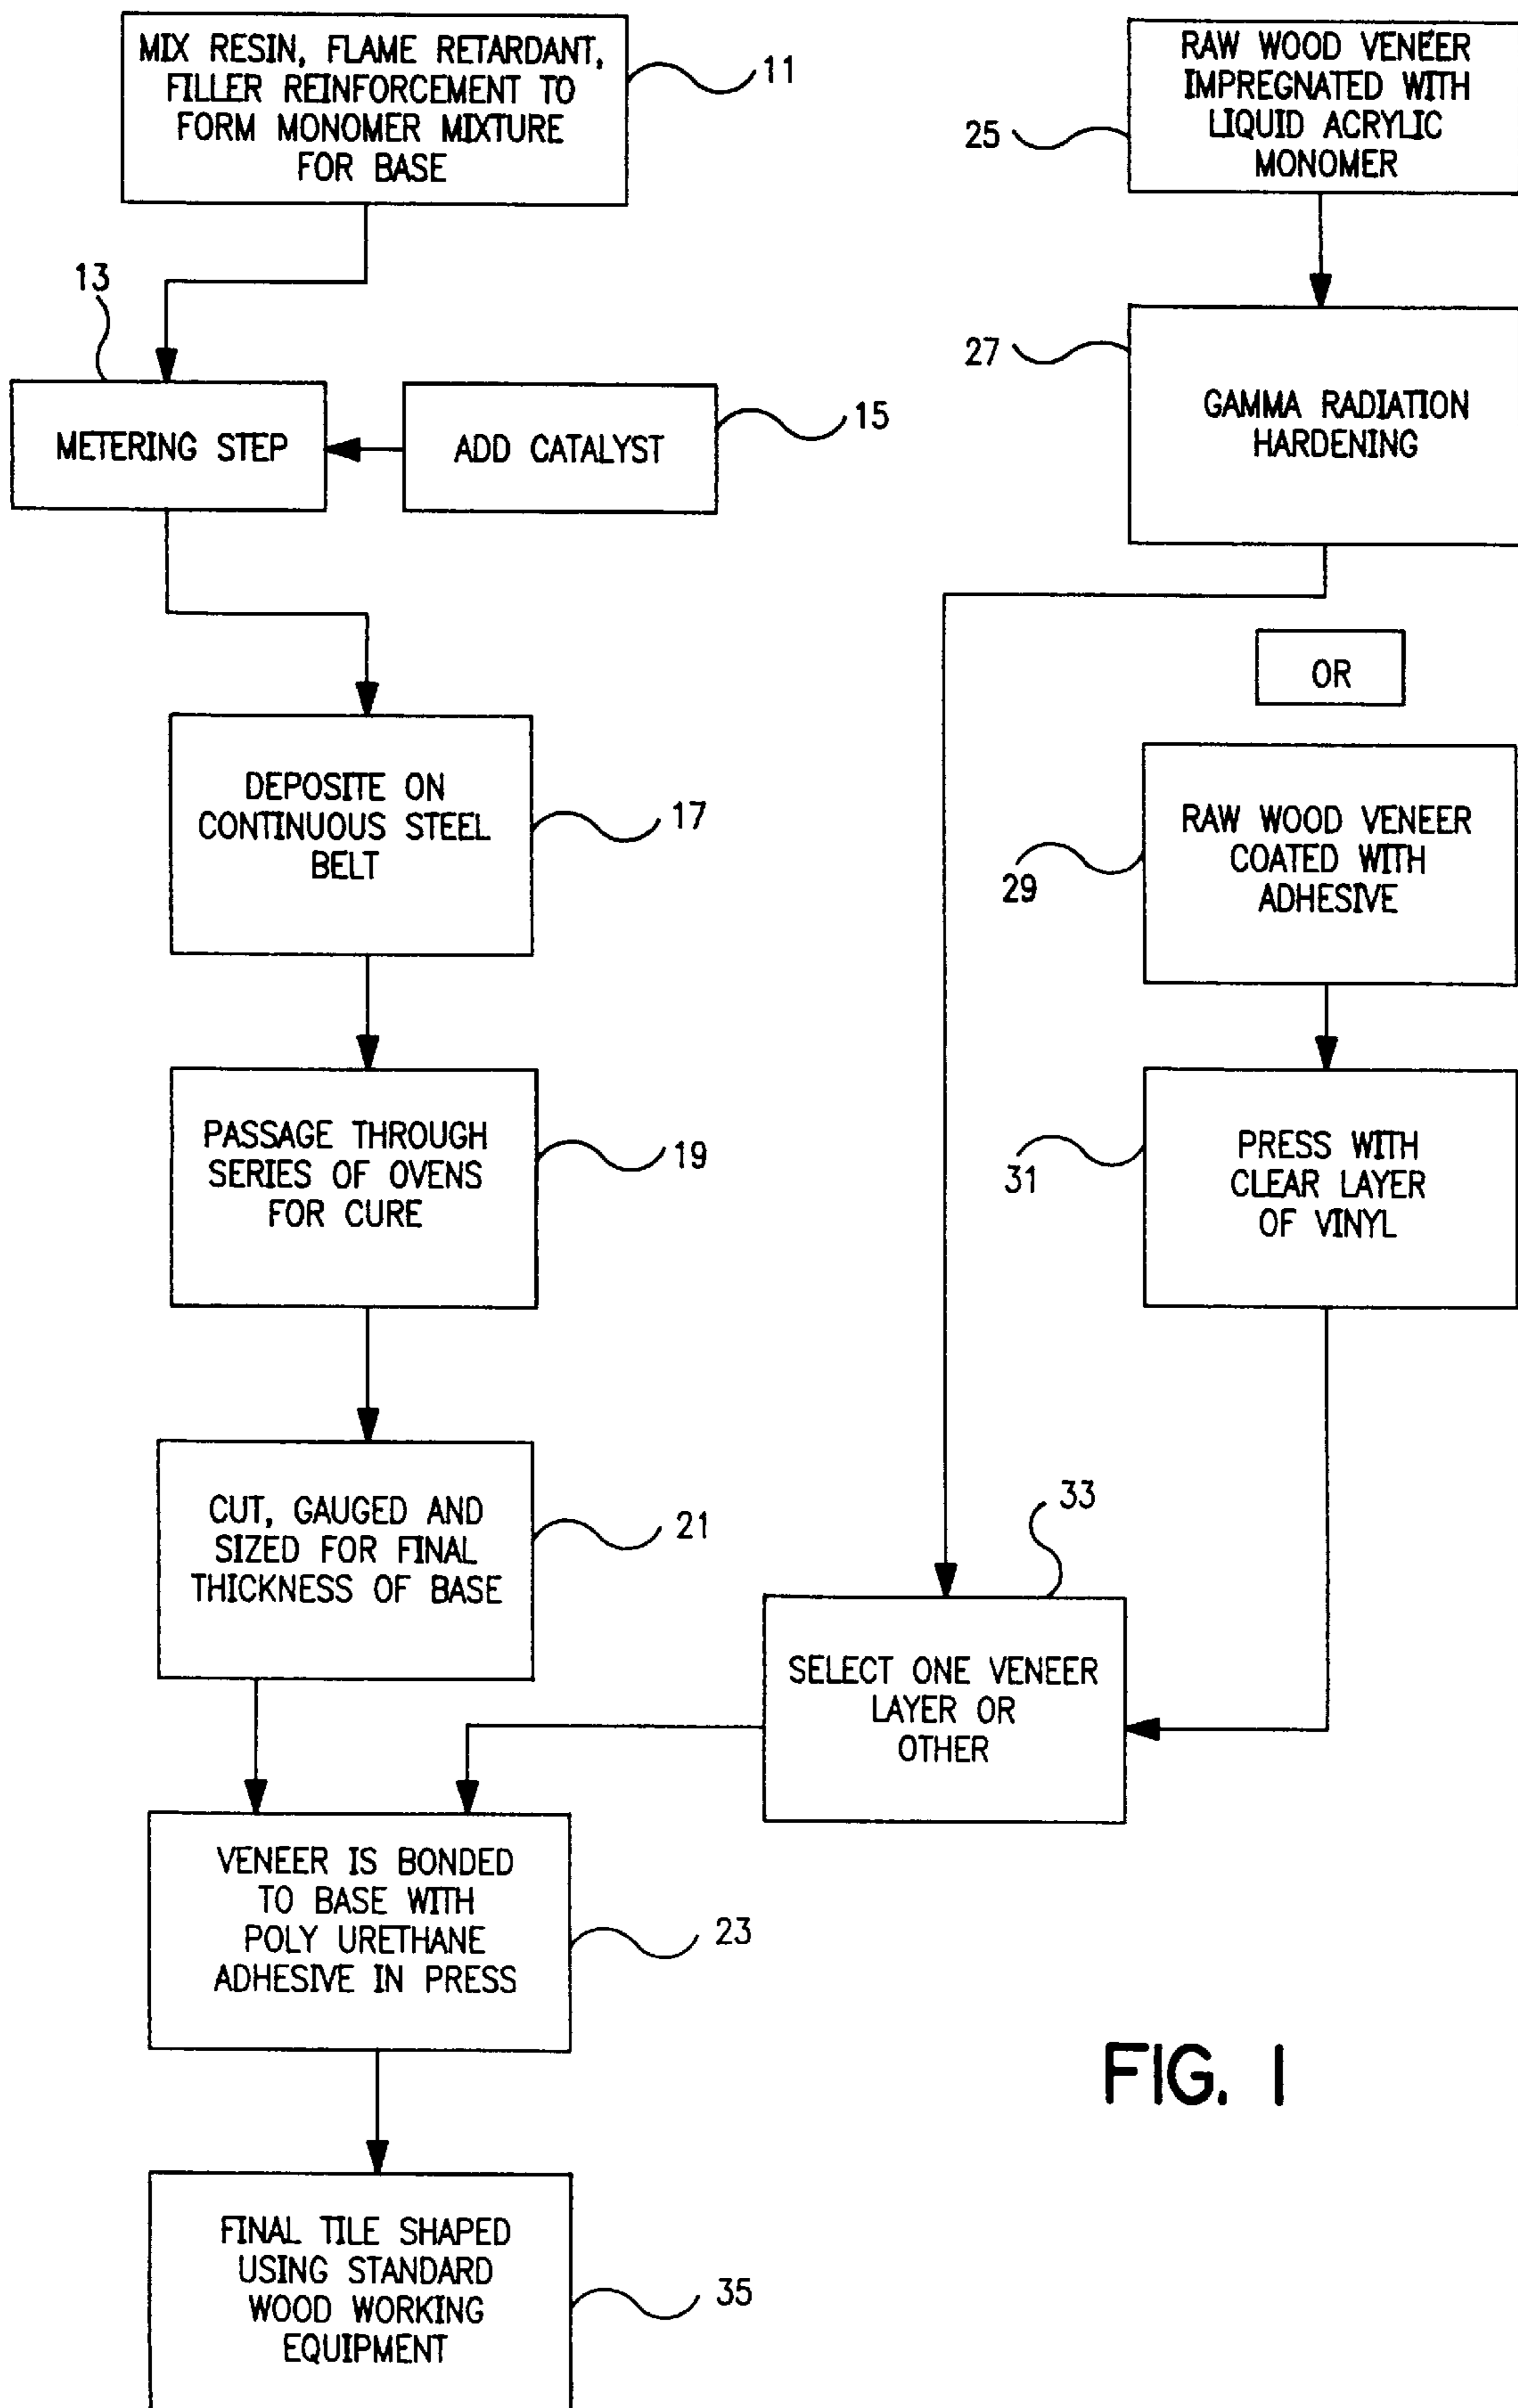 MIX RESIN, FLAME RETARDANT,
FILLER REINFORCEMENT TO
FORM MONOMER MIXTURE
FOR BASE
11
13
METERING STEP
ADD CATALYST
15
DEPOSITE ON
CONTINUOUS STEEL
BELT
17
PASSAGE THROUGH
SERIES OF OVENS
FOR CURE
19
CUT, GAUGED AND
SIZED FOR FINAL
THICKNESS OF BASE
21
VENEER IS BONDED
TO BASE WITH
POLY URETHANE
ADHESIVE IN PRESS
23
FINAL TILE SHAPED
USING STANDARD
WOOD WORKING
EQUIPMENT
35
RAW WOOD VENEER
IMPREGNATED WITH
LIQUID ACRYLIC
MONOMER
25
27
GAMMA RADIATION
HARDENING
OR
RAW WOOD VENEER
COATED WITH
ADHESIVE
29
PRESS WITH
CLEAR LAYER
OF VINYL
31
33
SELECT ONE VENEER
LAYER OR
OTHER
FIG. 1